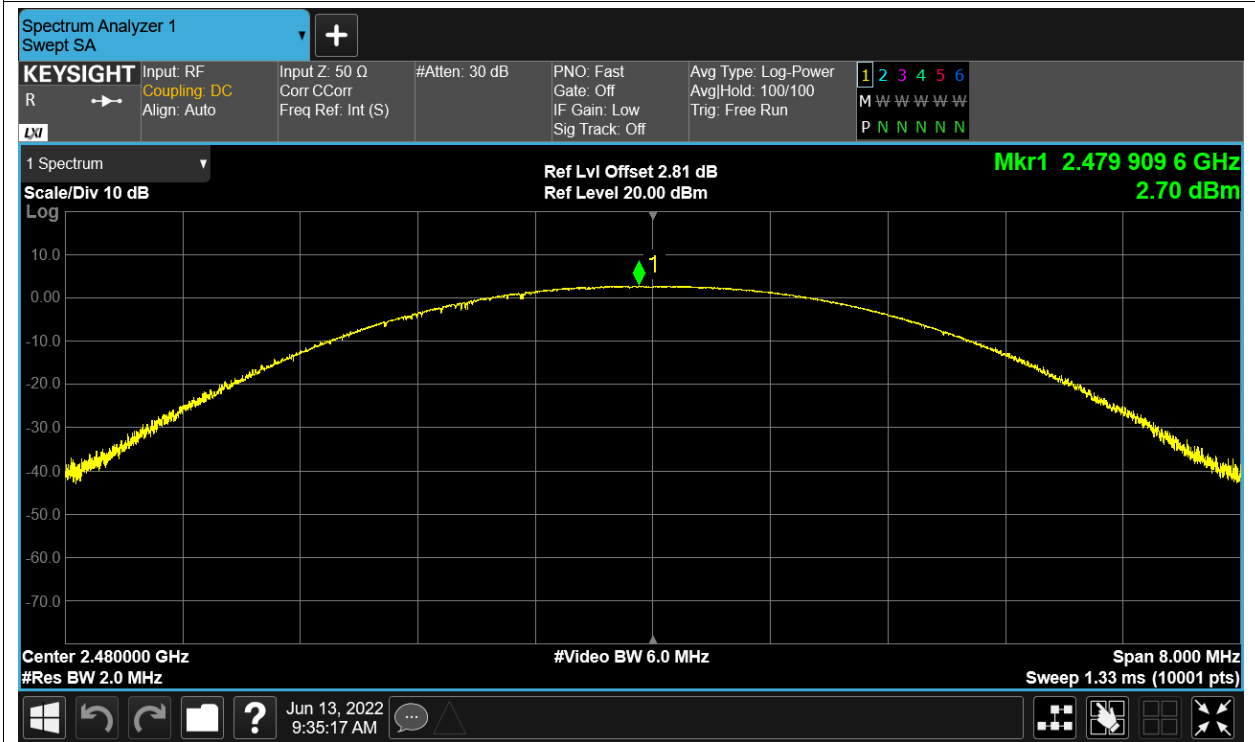 Spectrum Analyzer 1
Swept SA
KEYSIGHT
R
LXI
Input: RF
Coupling: DC
Align: Auto
Input Z: 50 Ω
Corr CCorr
Freq Ref: Int (S)
#Atten: 30 dB
PNO: Fast
Gate: Off
IF Gain: Low
Sig Track: Off
Avg Type: Log-Power
Avg|Hold: 100/100
Trig: Free Run
1 2 3 4 5 6
M W W W W W
P N N N N N
1 Spectrum
Scale/Div 10 dB
Log
Ref Lvl Offset 2.81 dB
Ref Level 20.00 dBm
Mkr1 2.479 909 6 GHz
2.70 dBm
1
10.0
0.00
-10.0
-20.0
-30.0
-40.0
-50.0
-60.0
-70.0
Center 2.480000 GHz
#Video BW 6.0 MHz
Span 8.000 MHz
#Res BW 2.0 MHz
Sweep 1.33 ms (10001 pts)
?
Jun 13, 2022
9:35:17 AM